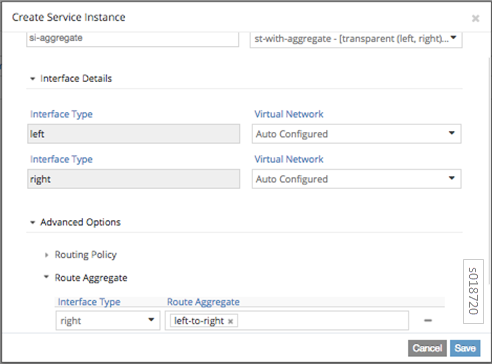 Create Service Instance ×
si-aggregate st-with-aggregate - [transparent (left, right)...
Interface Details
Interface Type Virtual Network
left Auto Configured
Interface Type Virtual Network
right Auto Configured
Advanced Options
Routing Policy
Route Aggregate
Interface Type Route Aggregate
right left-to-right × −
s018720
Cancel Save